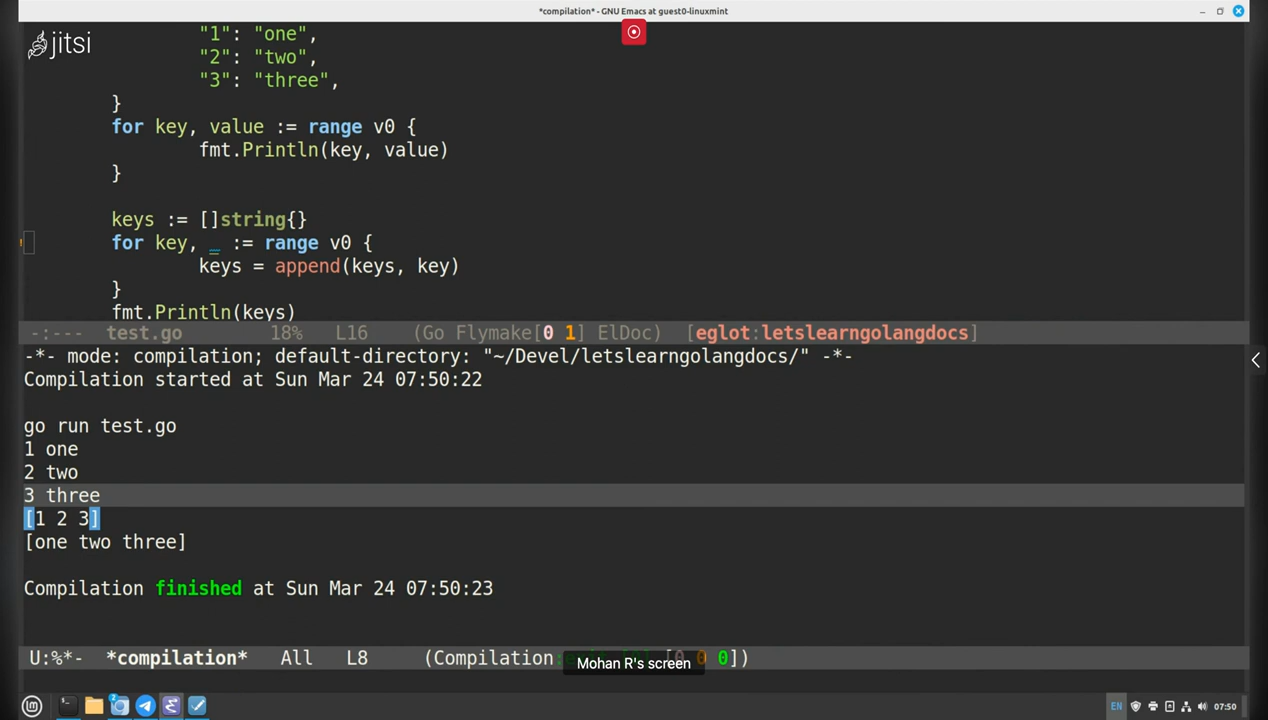 *compilation* - GNU Emacs at guest0-linuxmint
jitsi
"1": "one",
"2": "two",
"3": "three",
}
for key, value := range v0 {
fmt.Println(key, value)
}
keys := []string{}
for key, _ := range v0 {
keys = append(keys, key)
}
fmt.Println(keys)
-:--- test.go 18% L16 (Go Flymake[0 1] ElDoc) [eglot:letslearngolangdocs]
-*- mode: compilation; default-directory: "~/Devel/letslearngolangdocs/" -*-
Compilation started at Sun Mar 24 07:50:22
go run test.go
1 one
2 two
3 three
[1 2 3]
[one two three]
Compilation finished at Sun Mar 24 07:50:23
U:%*- *compilation* All L8 (Compilation: 0 0])
Mohan R's screen
EN 07:50